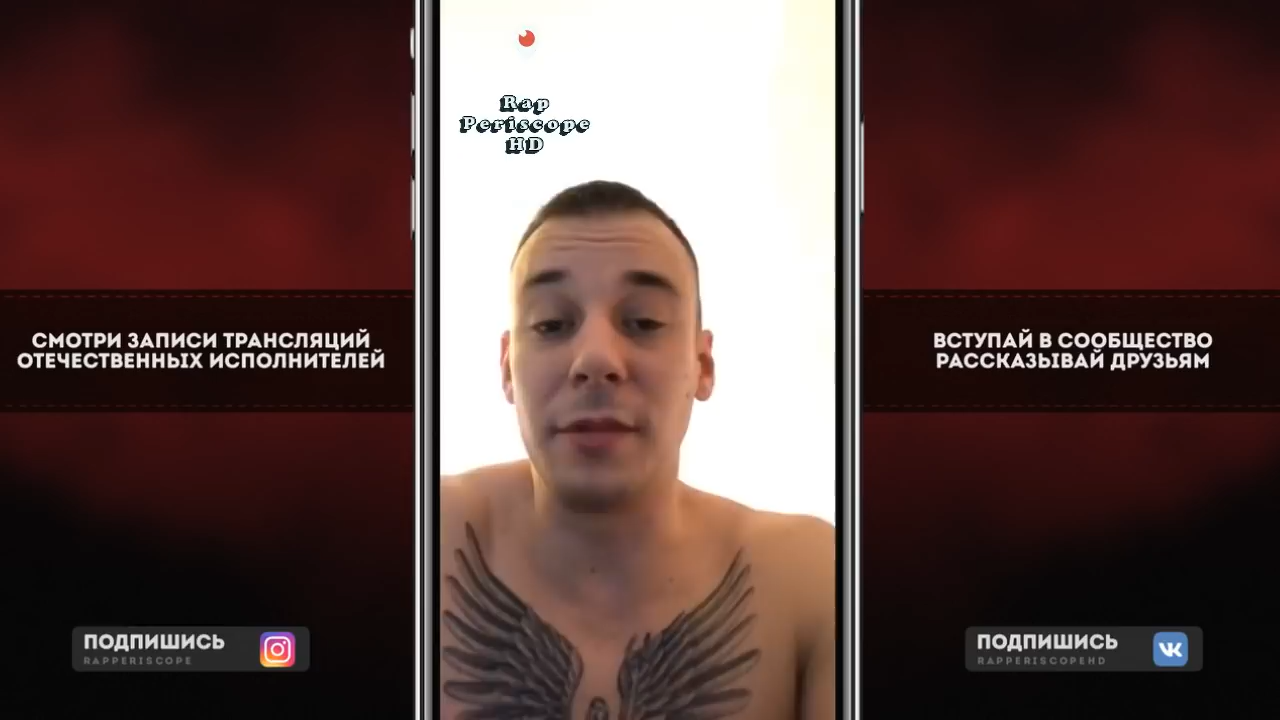 Rap
Periscope
HD
СМОТРИ ЗАПИСИ ТРАНСЛЯЦИЙ
ОТЕЧЕСТВЕННЫХ ИСПОЛНИТЕЛЕЙ
ВСТУПАЙ В СООБЩЕСТВО
РАССКАЗЫВАЙ ДРУЗЬЯМ
ПОДПИШИСЬ
RAPPERISCOPE
ПОДПИШИСЬ
RAPPERISCOPEHD